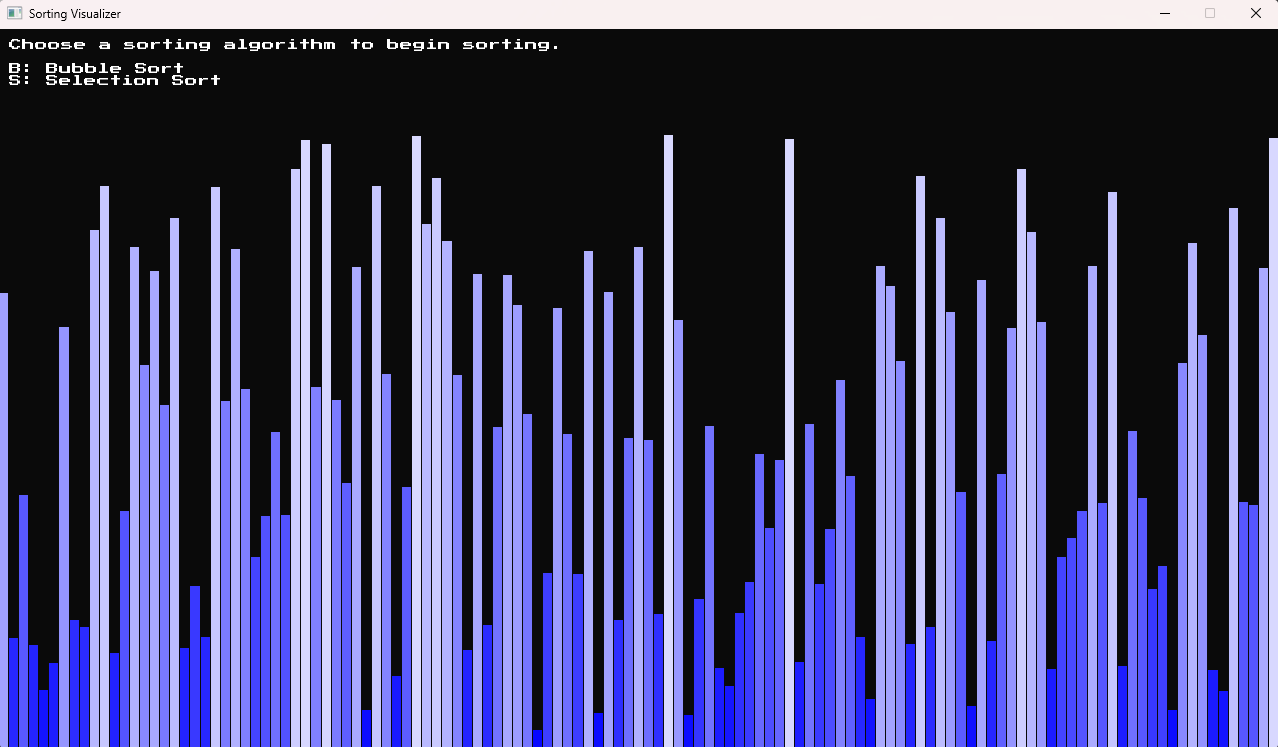 Sorting Visualizer
Choose a sorting algorithm to begin sorting.
B: Bubble Sort
S: Selection Sort